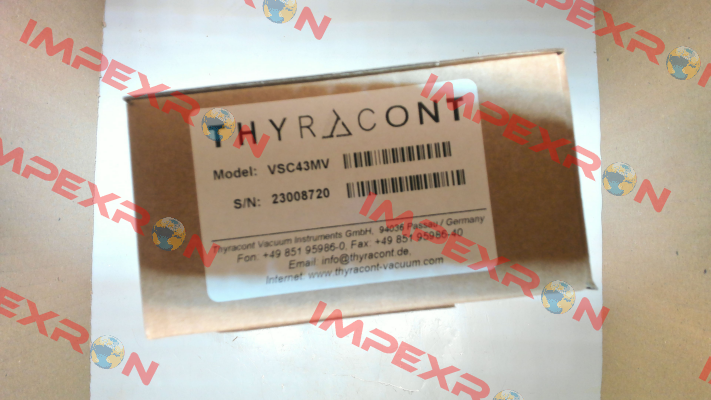 THYRACONT
Model: VSC43MV
S/N: 23008720
Thyracont Vacuum Instruments GmbH, 94036 Passau / Germany
Fon: +49 851 95986-0, Fax: +49 851 95986-40
Email: info@thyracont.de,
Internet: www.thyracont-vacuum.com
IMPEXRON
IMPEXRON
IMPEXRON
IMPEXRON
IMPEXRON
IMPEXRON
IMPEXRON